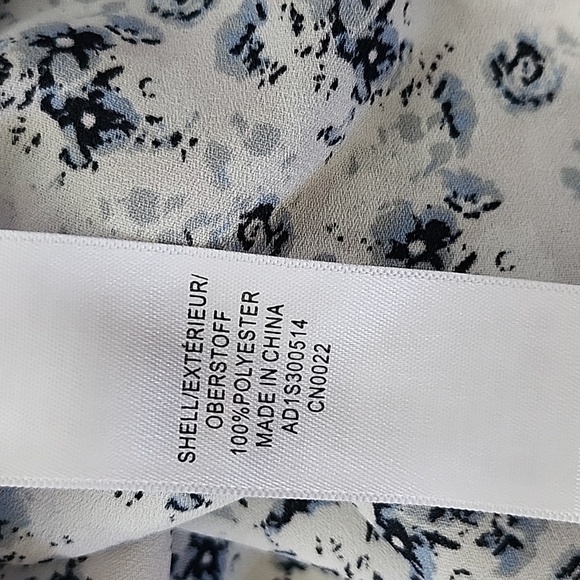 SHELL/EXTÉRIEUR/
OBERSTOFF
100%POLYESTER
MADE IN CHINA
AD1S300514
CN0022